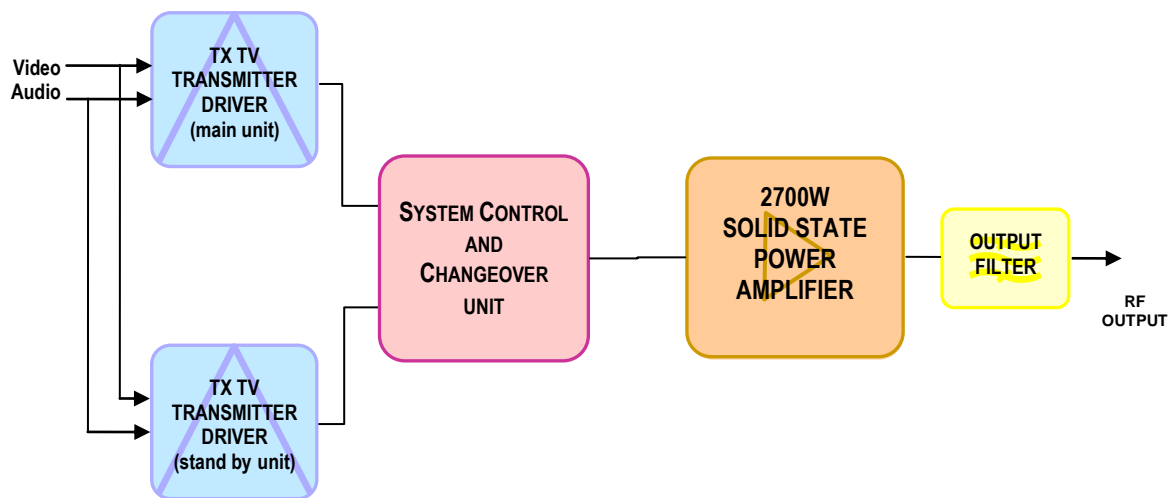 Video
Audio
TX TV
TRANSMITTER
DRIVER
(main unit)
SYSTEM CONTROL
AND
CHANGEOVER
UNIT
2700W
SOLID STATE
POWER
AMPLIFIER
OUTPUT
FILTER
RF
OUTPUT
TX TV
TRANSMITTER
DRIVER
(stand by unit)